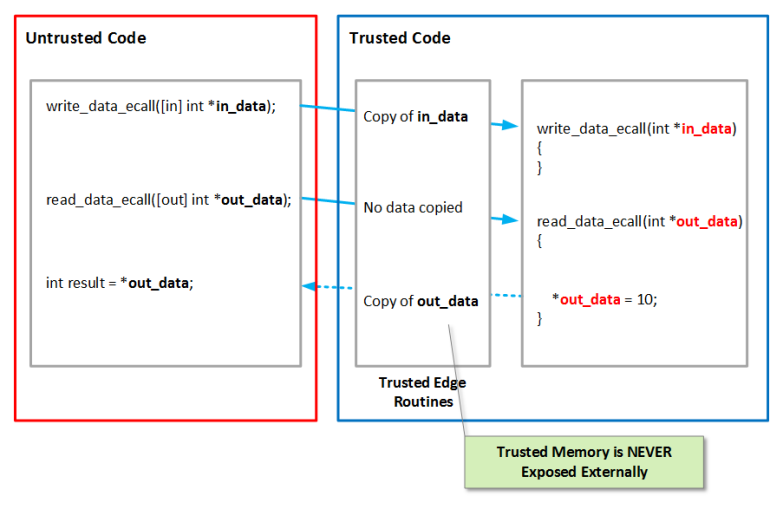 Untrusted Code
write_data_ecall([in] int *in_data);
read_data_ecall([out] int *out_data);
int result = *out_data;
Trusted Code
Copy of in_data
No data copied
Copy of out_data
Trusted Edge
Routines
write_data_ecall(int *in_data)
{
}
read_data_ecall(int *out_data)
{
*out_data = 10;
}
Trusted Memory is NEVER
Exposed Externally